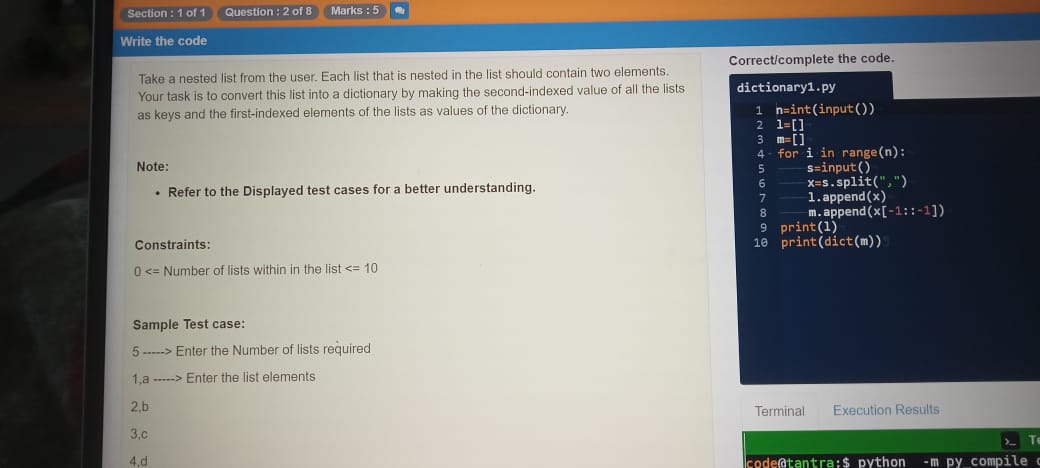 Section : 1 of 1 Question : 2 of 8 Marks : 5
Write the code
Take a nested list from the user. Each list that is nested in the list should contain two elements.
Your task is to convert this list into a dictionary by making the second-indexed value of all the lists
as keys and the first-indexed elements of the lists as values of the dictionary.
Note:
• Refer to the Displayed test cases for a better understanding.
Constraints:
0 <= Number of lists within in the list <= 10
Sample Test case:
5 -----> Enter the Number of lists required
1,a -----> Enter the list elements
2,b
3,c
4,d
Correct/complete the code.
dictionary1.py
1 n=int(input())
2 l=[]
3 m=[]
4 for i in range(n):
5 s=input()
6 x=s.split(",")
7 l.append(x)
8 m.append(x[-1::-1])
9 print(l)
10 print(dict(m))
Terminal Execution Results
>_
code@tantra:$ python -m py_compile